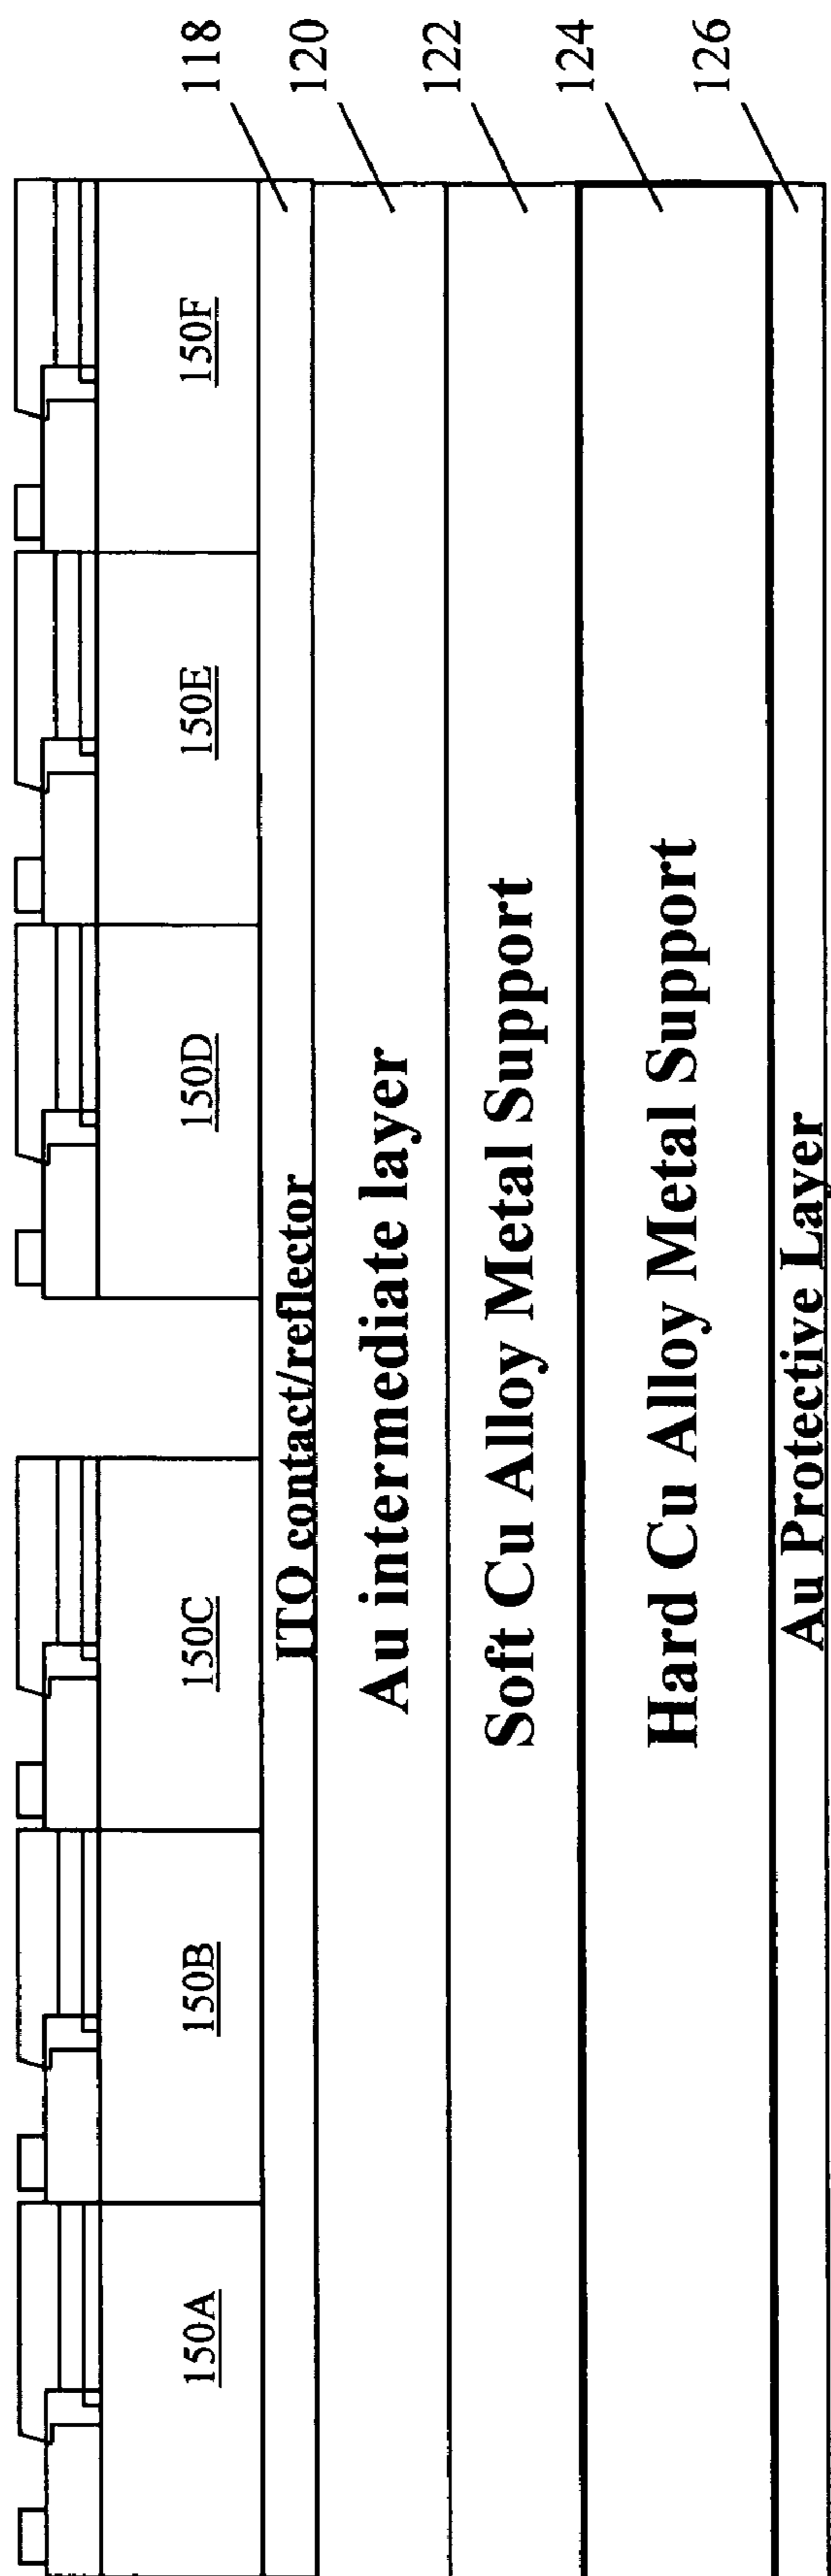 150A
150B
150C
150D
150E
150F
ITO contact/reflector
118
Au intermediate layer
120
Soft Cu Alloy Metal Support
122
Hard Cu Alloy Metal Support
124
Au Protective Layer
126